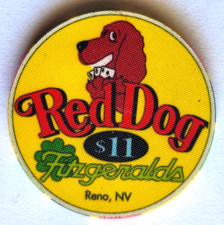 Red Dog
$11
Fitzgeralds
Reno, NV